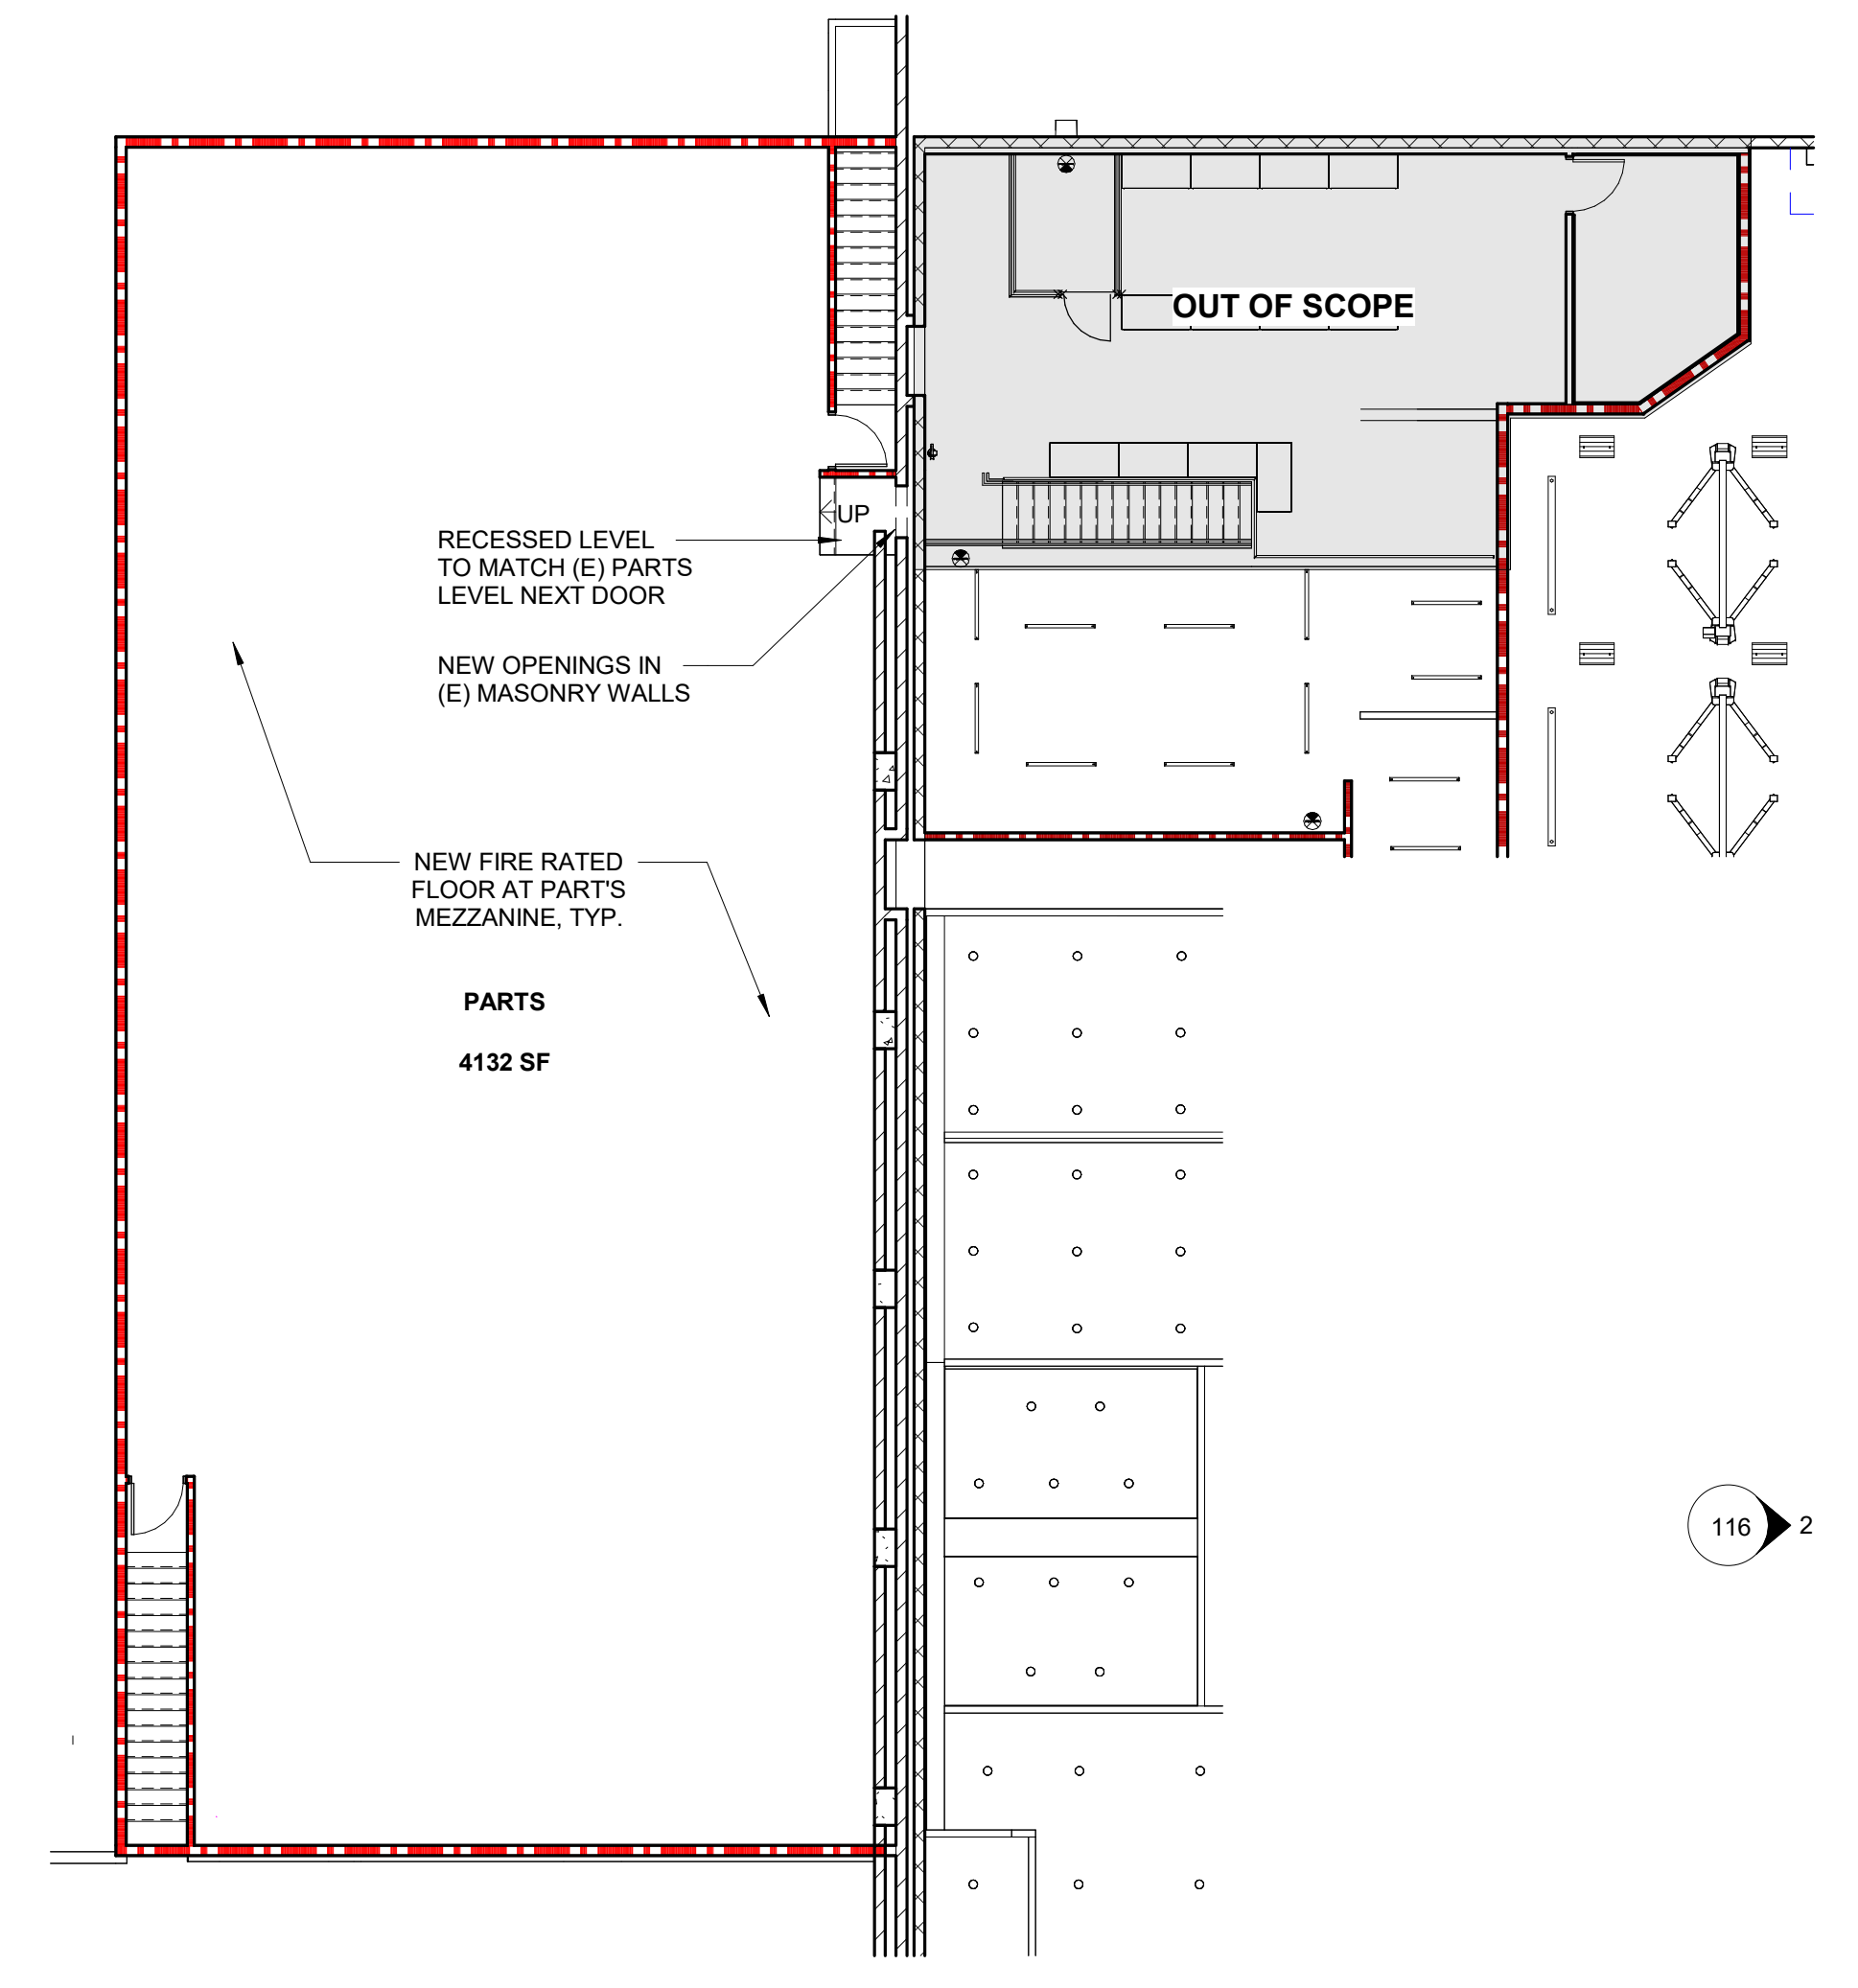 OUT OF SCOPE
UP
RECESSED LEVEL
TO MATCH (E) PARTS
LEVEL NEXT DOOR
NEW OPENINGS IN
(E) MASONRY WALLS
NEW FIRE RATED
FLOOR AT PART'S
MEZZANINE, TYP.
PARTS
4132 SF
116 2